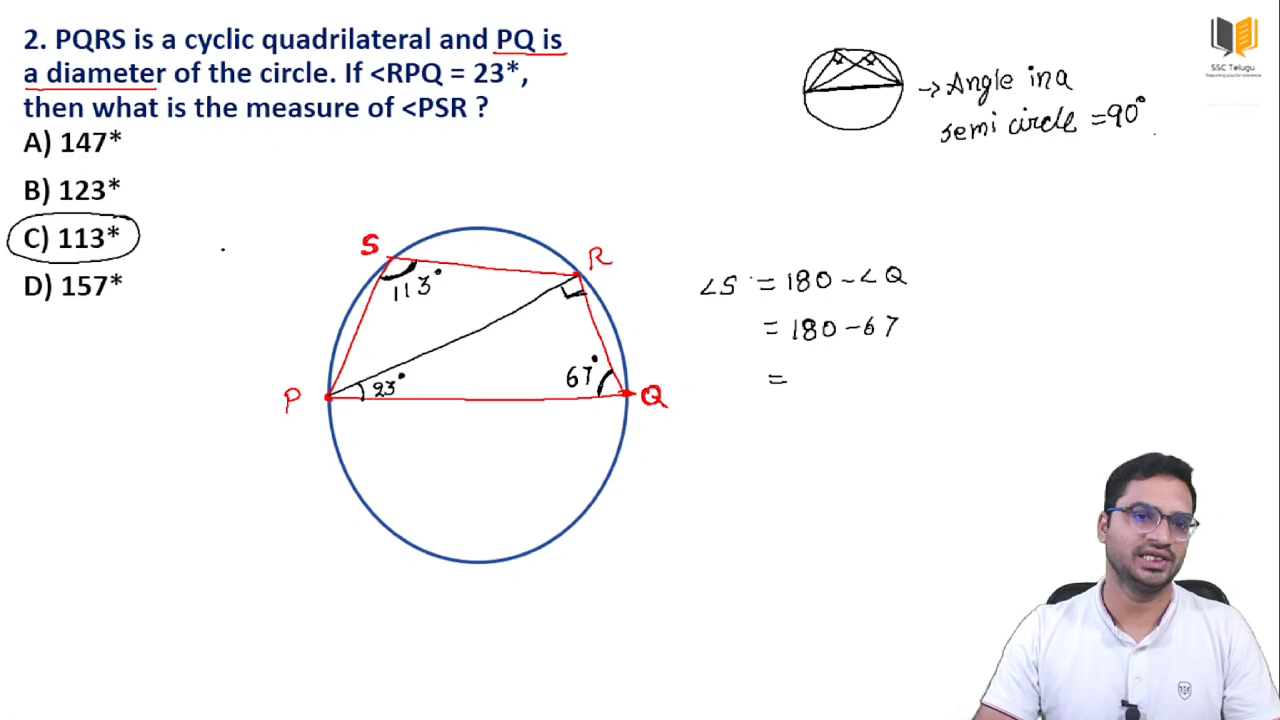 2. PQRS is a cyclic quadrilateral and PQ is
a diameter of the circle. If <RPQ = 23*,
then what is the measure of <PSR ?
A) 147*
B) 123*
C) 113*
D) 157*
SSC Telugu
→ Angle in a
semi circle = 90°
S
R
113°
P
23°
67°
Q
∠S = 180 - ∠Q
= 180 - 67
=